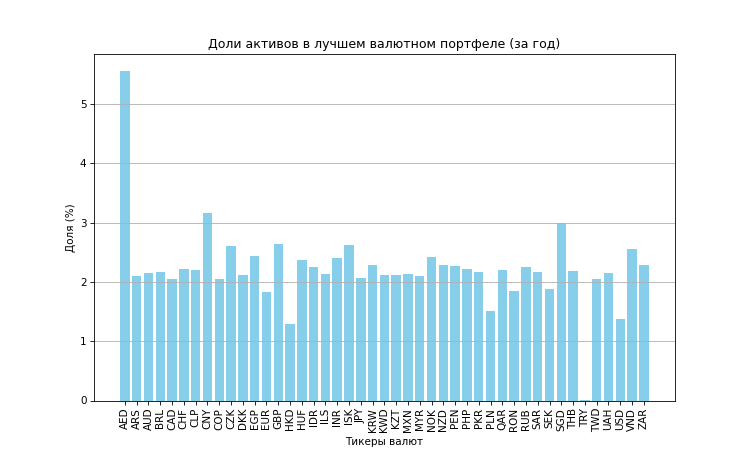 Доли активов в лучшем валютном портфеле (за год)
Доля (%)
5
4
3
2
1
0
AED ARS AUD BRL CAD CHF CLP CNY COP CZK DKK EGP EUR GBP HKD HUF IDR ILS INR ISK JPY KRW KWD KZT MXN MYR NOK NZD PEN PHP PKR PLN QAR RON RUB SAR SEK SGD THB TRY TWD UAH USD VND ZAR
Тикеры валют